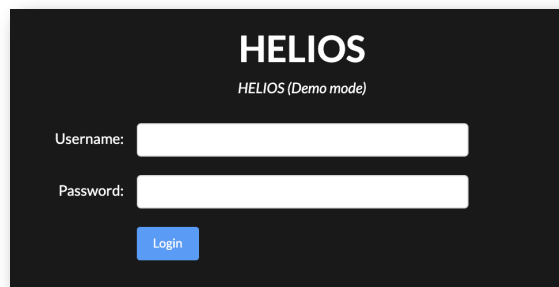 HELIOS
HELIOS (Demo mode)
Username:
Password:
Login